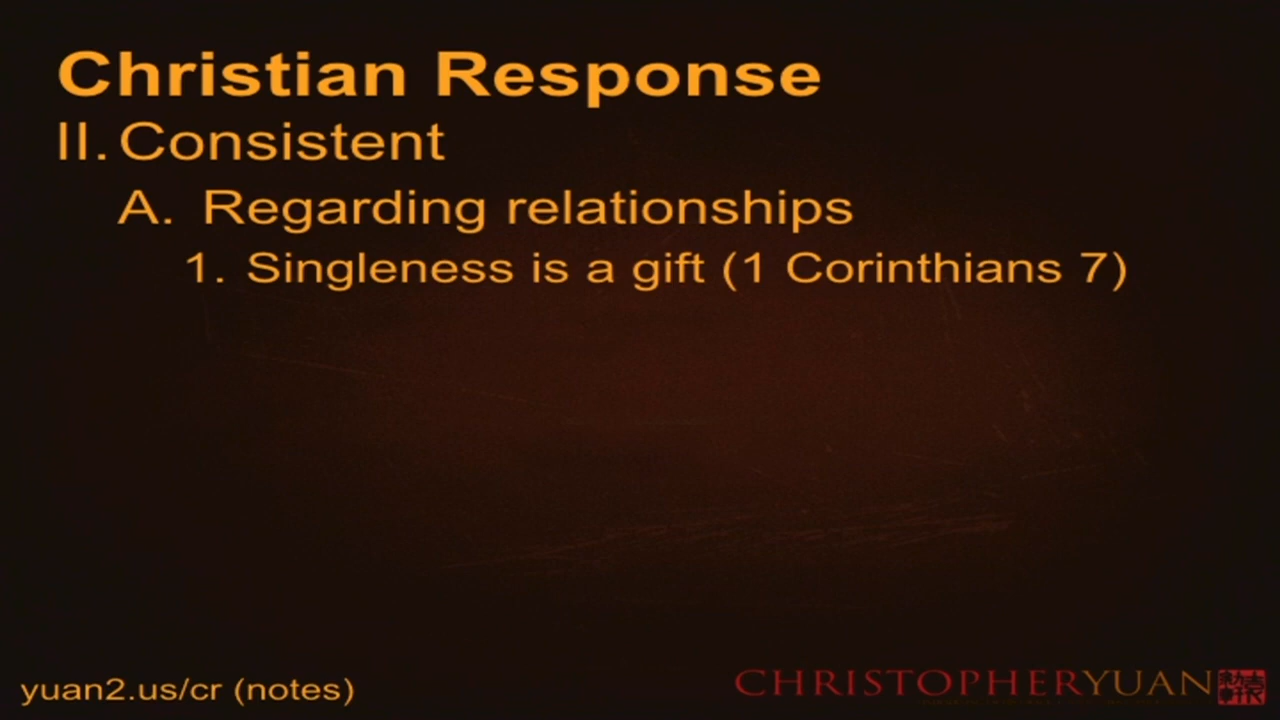 Christian Response
II. Consistent
A. Regarding relationships
1. Singleness is a gift (1 Corinthians 7)
yuan2.us/cr (notes)
CHRISTOPHERYUAN